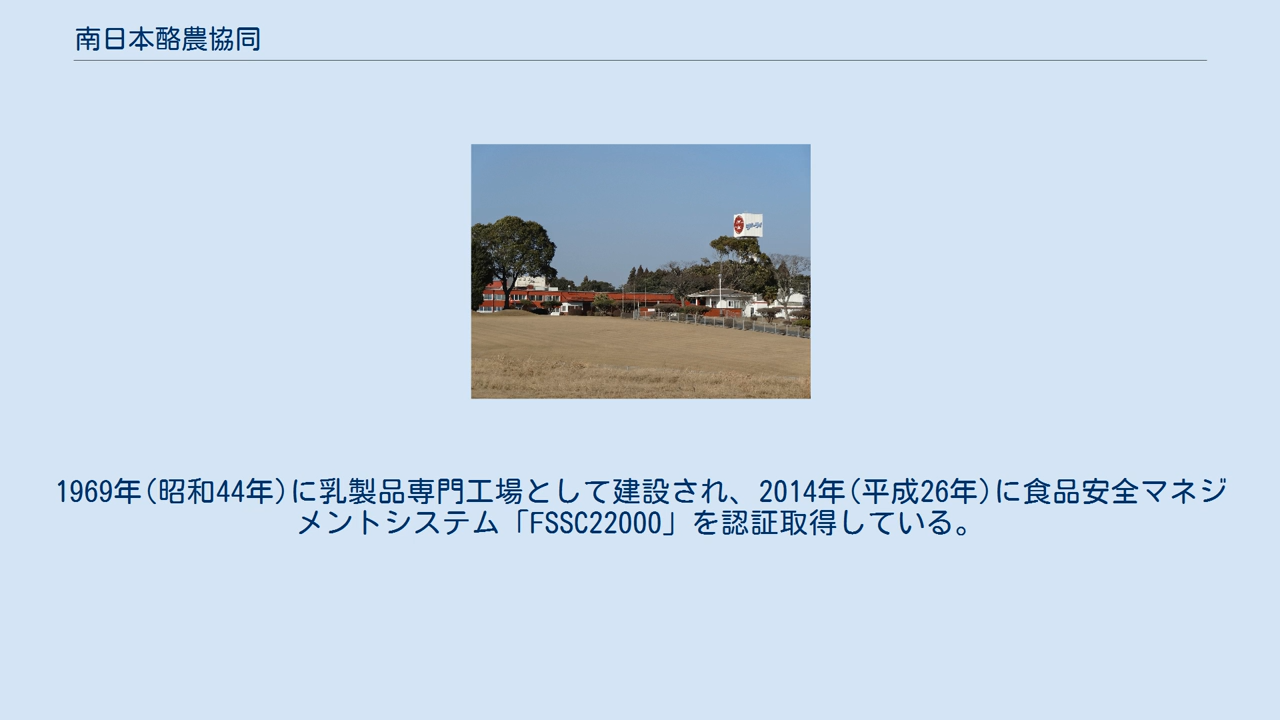 南日本酪農協同
1969年(昭和44年)に乳製品専門工場として建設され、2014年(平成26年)に食品安全マネジ
メントシステム「FSSC22000」を認証取得している。